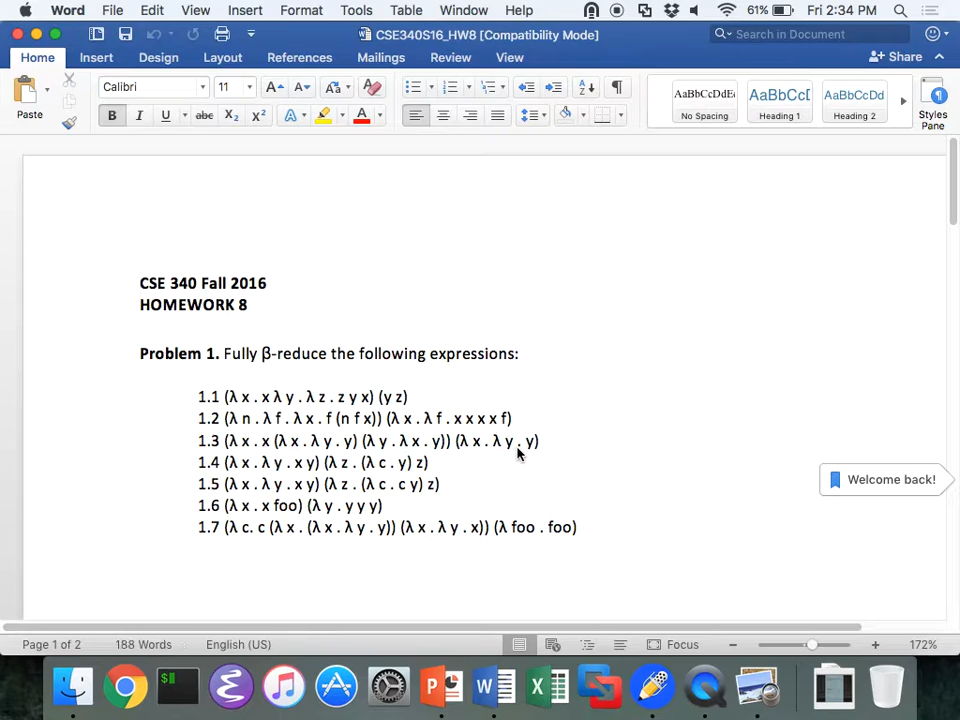 Word File Edit View Insert Format Tools Table Window Help 61% Fri 2:34 PM
CSE340S16_HW8 [Compatibility Mode] Search in Document
Home Insert Design Layout References Mailings Review View Share
Paste Calibri 11 AaBbCcDdEe AaBbCcDd AaBbCcDd
B I U abc X₂ X² A A No Spacing Heading 1 Heading 2 Styles Pane
CSE 340 Fall 2016
HOMEWORK 8
Problem 1. Fully β-reduce the following expressions:
1.1 (λ x . x λ y . λ z . z y x) (y z)
1.2 (λ n . λ f . λ x . f (n f x)) (λ x . λ f . x x x x f)
1.3 (λ x . x (λ x . λ y . y) (λ y . λ x . y)) (λ x . λ y . y)
1.4 (λ x . λ y . x y) (λ z . (λ c . y) z)
Welcome back!
1.5 (λ x . λ y . x y) (λ z . (λ c . c y) z)
1.6 (λ x . x foo) (λ y . y y y)
1.7 (λ c. c (λ x . (λ x . λ y . y)) (λ x . λ y . x)) (λ foo . foo)
Page 1 of 2 188 Words English (US) Focus 172%